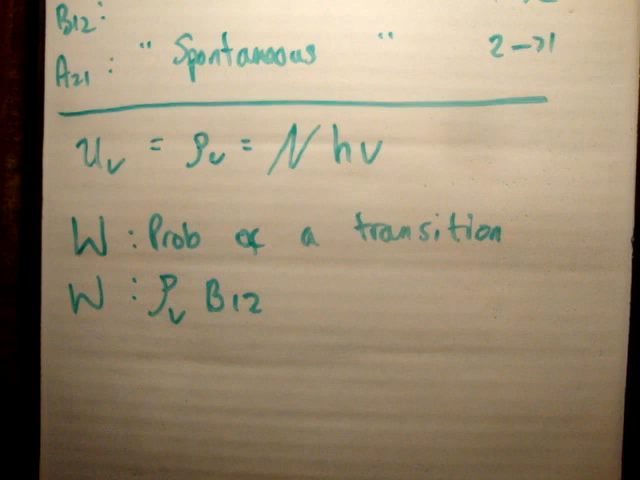 B12:
A21: " Spontaneous " 2→1
uν = ρν = N hν
W : Prob of a transition
W : ρν B12